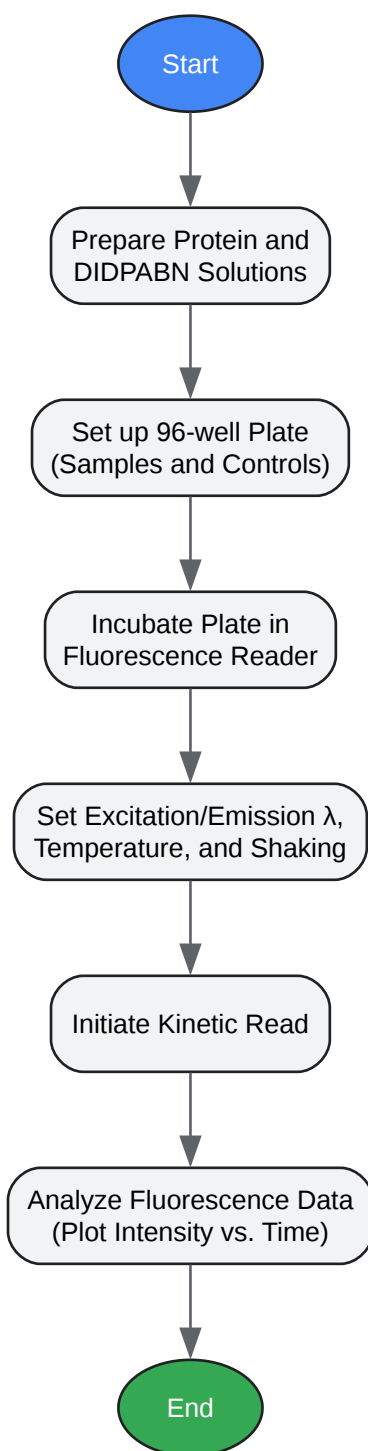 Start
Prepare Protein and
DIDPABN Solutions
Set up 96-well Plate
(Samples and Controls)
Incubate Plate in
Fluorescence Reader
Set Excitation/Emission λ,
Temperature, and Shaking
Initiate Kinetic Read
Analyze Fluorescence Data
(Plot Intensity vs. Time)
End